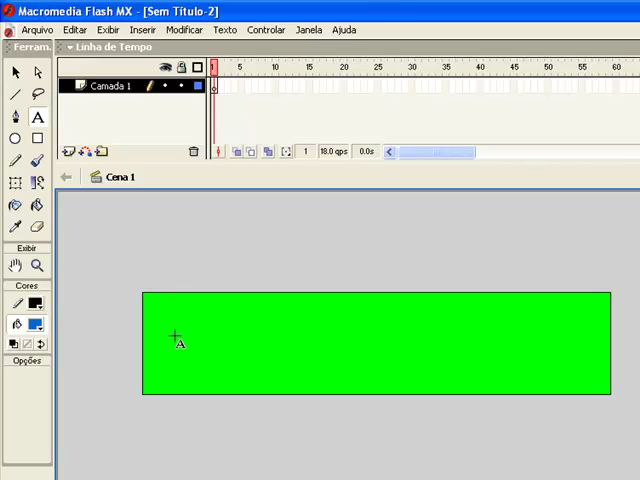 Macromedia Flash MX - [Sem Título-2]
Arquivo Editar Exibir Inserir Modificar Texto Controlar Janela Ajuda
Ferram. Linha de Tempo
1 5 10 15 20 25 30 35 40 45 50 55 60
Camada 1
1 18.0 qps 0.0s
Cena 1
A
A
Exibir
Cores
Opções